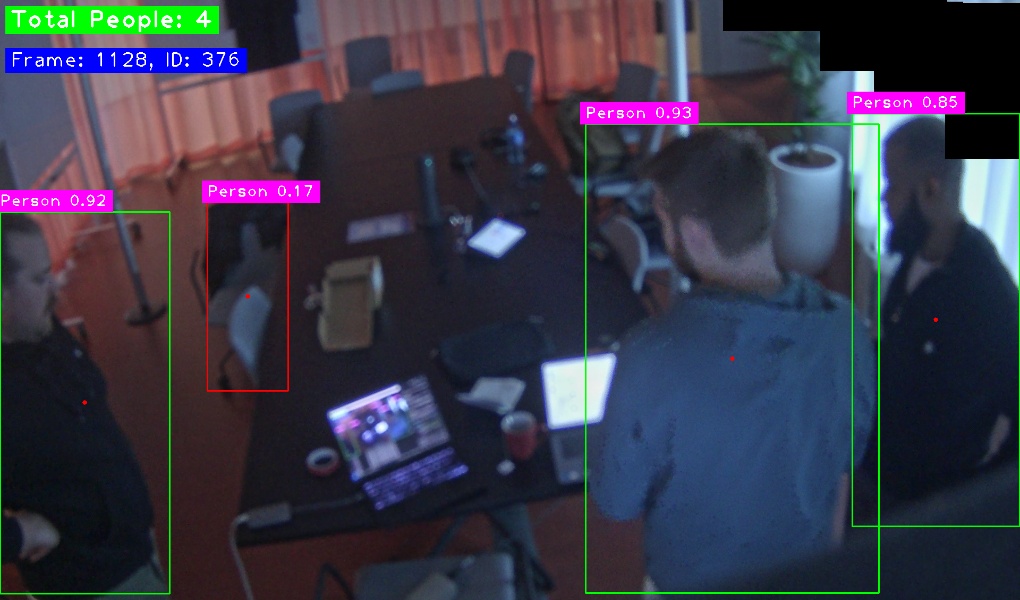 Total People: 4
Frame: 1128, ID: 376
Person 0.93
Person 0.85
Person 0.17
Person 0.92